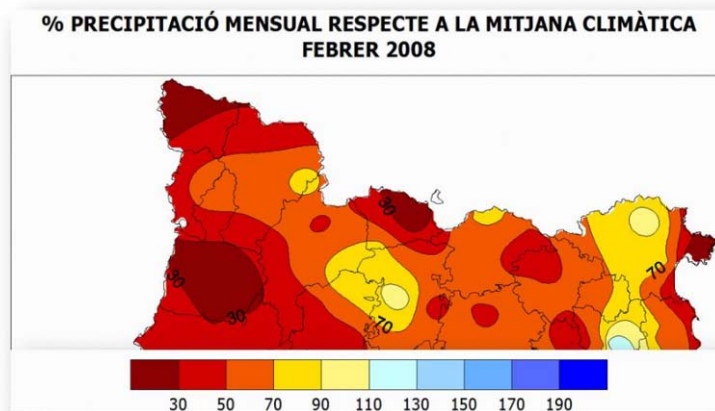 % PRECIPITACIÓ MENSUAL RESPECTE A LA MITJANA CLIMÀTICA
FEBRER 2008
30
70
30
30
70
30 50 70 90 110 130 150 170 190